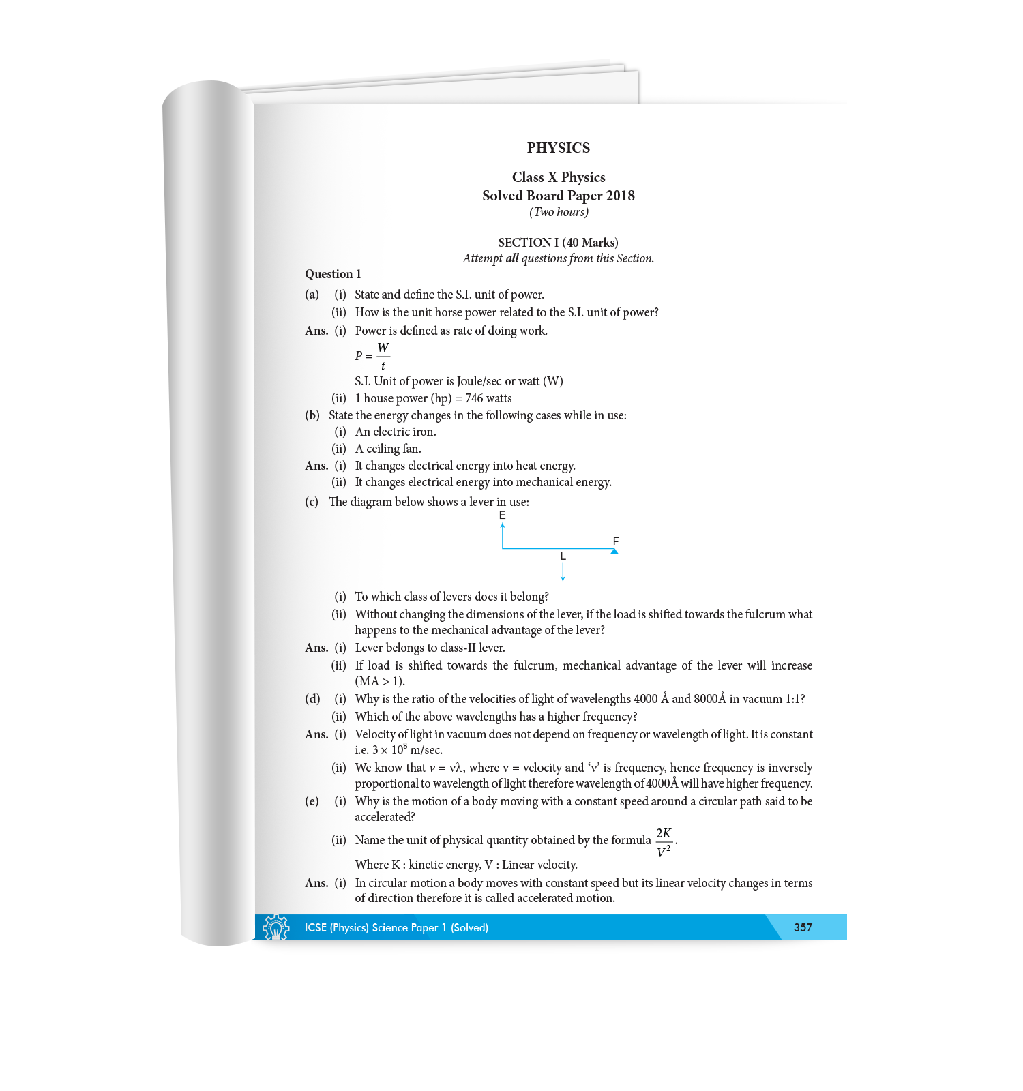 PHYSICS
Class X Physics
Solved Board Paper 2018
(Two hours)
SECTION I (40 Marks)
Attempt all questions from this Section.
Question 1
(a) (i) State and define the S.I. unit of power.
(ii) How is the unit horse power related to the S.I. unit of power?
Ans. (i) Power is defined as rate of doing work.
P = W/t
S.I. Unit of power is Joule/sec or watt (W)
(ii) 1 house power (hp) = 746 watts
(b) State the energy changes in the following cases while in use:
(i) An electric iron.
(ii) A ceiling fan.
Ans. (i) It changes electrical energy into heat energy.
(ii) It changes electrical energy into mechanical energy.
(c) The diagram below shows a lever in use:
E
F
L
(i) To which class of levers does it belong?
(ii) Without changing the dimensions of the lever, if the load is shifted towards the fulcrum what
happens to the mechanical advantage of the lever?
Ans. (i) Lever belongs to class-II lever.
(ii) If load is shifted towards the fulcrum, mechanical advantage of the lever will increase
(MA > 1).
(d) (i) Why is the ratio of the velocities of light of wavelengths 4000 Å and 8000Å in vacuum 1:1?
(ii) Which of the above wavelengths has a higher frequency?
Ans. (i) Velocity of light in vacuum does not depend on frequency or wavelength of light. It is constant
i.e. 3 × 10⁸ m/sec.
(ii) We know that v = νλ, where v = velocity and ‘ν’ is frequency, hence frequency is inversely
proportional to wavelength of light therefore wavelength of 4000Å will have higher frequency.
(e) (i) Why is the motion of a body moving with a constant speed around a circular path said to be
accelerated?
(ii) Name the unit of physical quantity obtained by the formula 2K/V².
Where K : kinetic energy, V : Linear velocity.
Ans. (i) In circular motion a body moves with constant speed but its linear velocity changes in terms
of direction therefore it is called accelerated motion.
ICSE (Physics) Science Paper 1 (Solved) 357